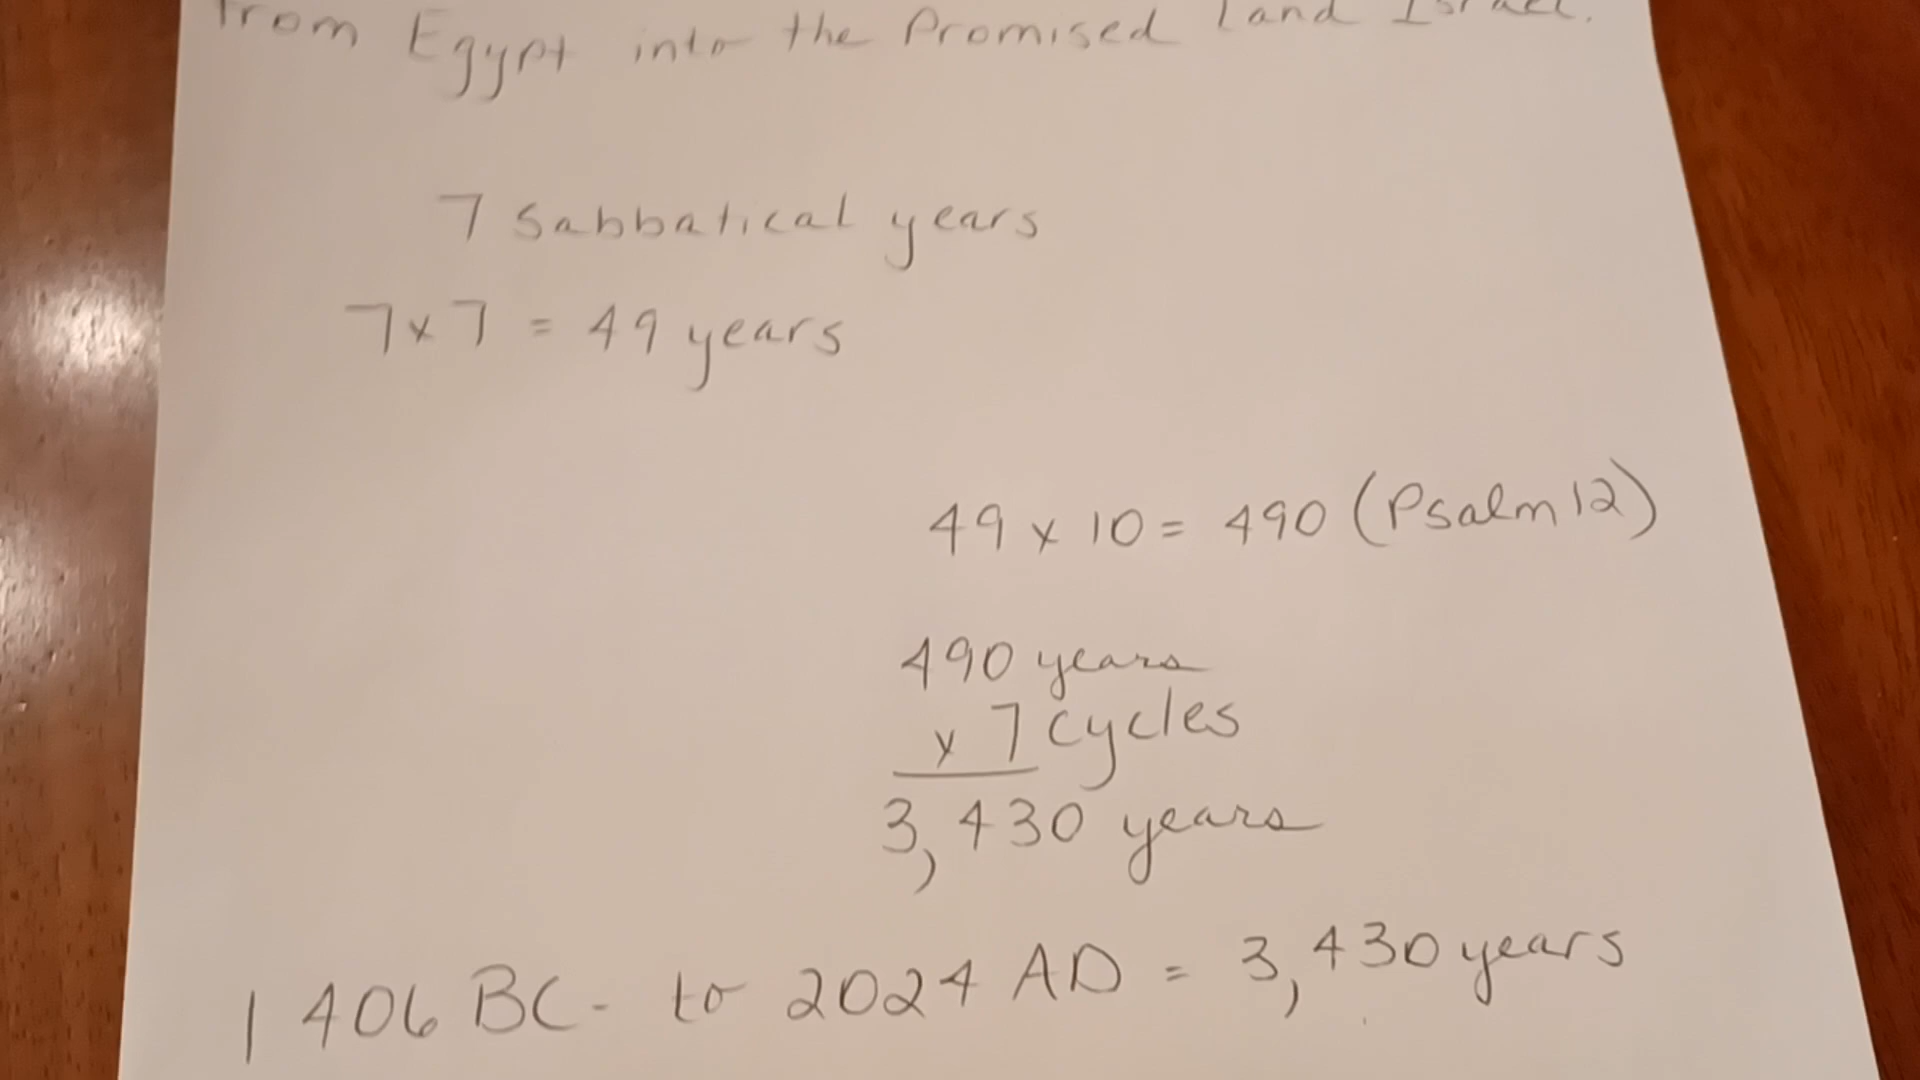 from Egypt into the Promised Land Israel.
7 Sabbatical years
7x7 = 49 years
49 x 10 = 490 (Psalm 12)
490 years
x 7 cycles
3,430 years
1406 BC - to 2024 AD = 3,430 years